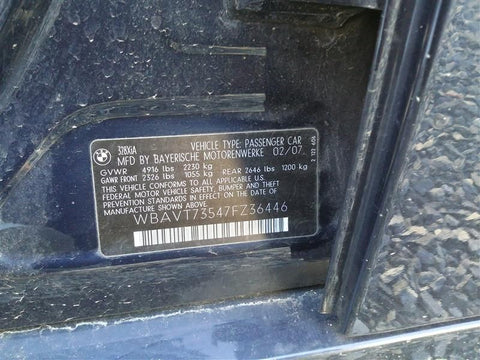 328XiA VEHICLE TYPE: PASSENGER CAR
MFD BY BAYERISCHE MOTORENWERKE 02/07
GVWR 4916 lbs 2230 kg
GAWR FRONT 2326 lbs 1055 kg REAR 2646 lbs 1200 kg
THIS VEHICLE CONFORMS TO ALL APPLICABLE
FEDERAL MOTOR VEHICLE SAFETY, BUMPER AND THEFT
PREVENTION STANDARDS IN EFFECT ON THE DATE OF
MANUFACTURE SHOWN ABOVE.
WBAVT73547FZ36446